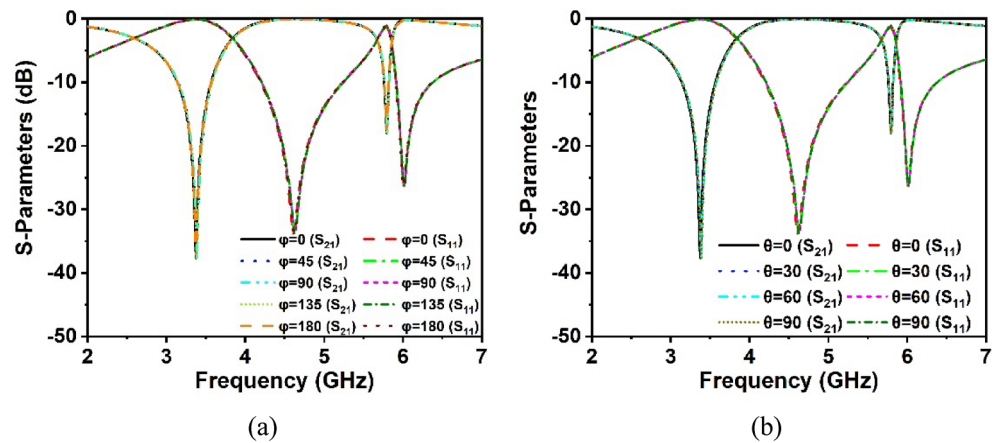 0
-10
-20
-30
-40
-50
S-Parameters (dB)
φ=0 (S21) φ=0 (S11)
φ=45 (S21) φ=45 (S11)
φ=90 (S21) φ=90 (S11)
φ=135 (S21) φ=135 (S11)
φ=180 (S21) φ=180 (S11)
2 3 4 5 6 7
Frequency (GHz)
(a)
0
-10
-20
-30
-40
-50
S-Parameters
θ=0 (S21) θ=0 (S11)
θ=30 (S21) θ=30 (S11)
θ=60 (S21) θ=60 (S11)
θ=90 (S21) θ=90 (S11)
2 3 4 5 6 7
Frequency (GHz)
(b)